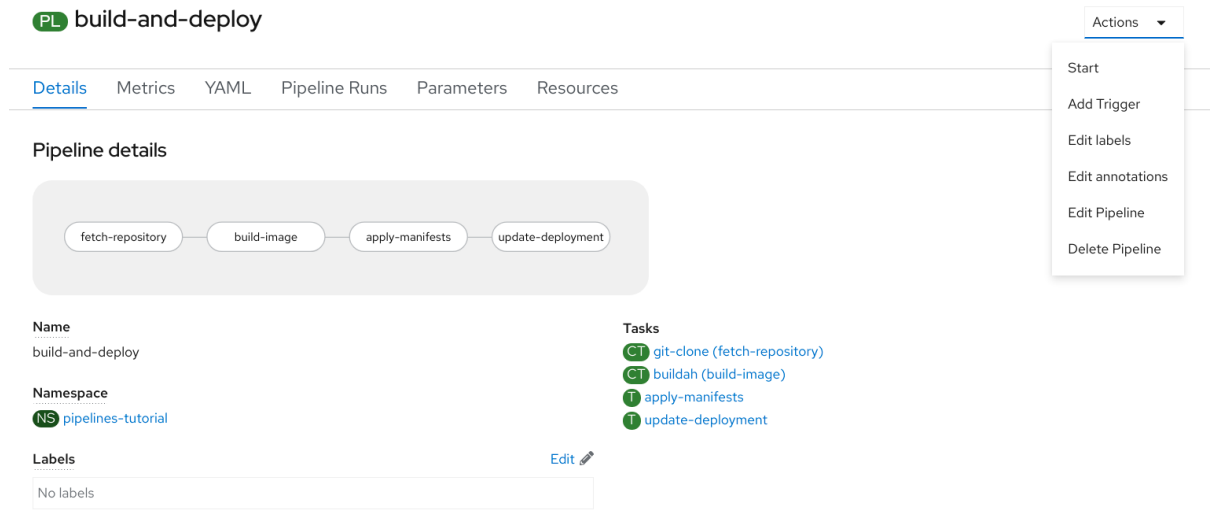 PL build-and-deploy
Actions
Start
Add Trigger
Edit labels
Edit annotations
Edit Pipeline
Delete Pipeline
Details Metrics YAML Pipeline Runs Parameters Resources
Pipeline details
fetch-repository build-image apply-manifests update-deployment
Name
build-and-deploy
Namespace
NS pipelines-tutorial
Labels Edit
No labels
Tasks
CT git-clone (fetch-repository)
CT buildah (build-image)
T apply-manifests
T update-deployment